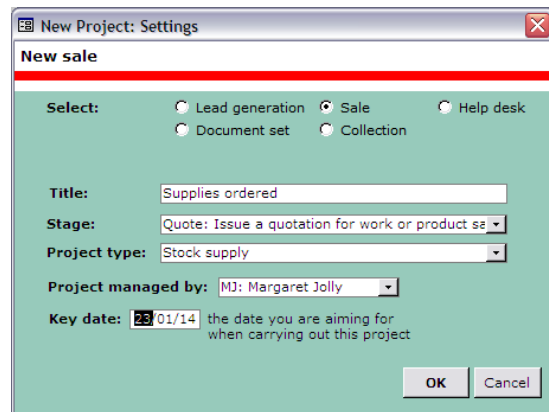 New Project: Settings
New sale
Select: Lead generation Sale Help desk
Document set Collection
Title: Supplies ordered
Stage: Quote: Issue a quotation for work or product sa
Project type: Stock supply
Project managed by: MJ: Margaret Jolly
Key date: 23/01/14 the date you are aiming for
when carrying out this project
OK Cancel